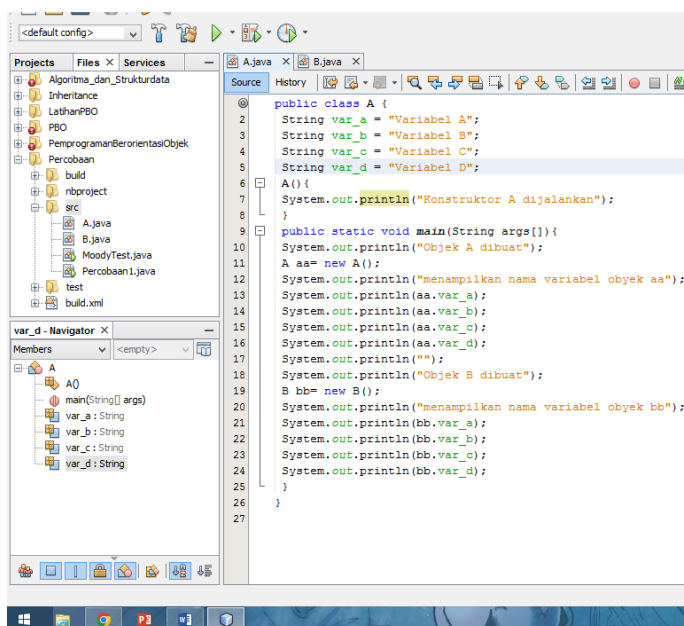 <default config>
Projects Files × Services
Algoritma_dan_Strukturdata
Inheritance
LatihanPBO
PBO
PemprogramanBerorientasiObjek
Percobaan
build
nbproject
src
A.java
B.java
MoodyTest.java
Percobaan1.java
test
build.xml
var_d - Navigator ×
Members <empty>
A
A()
main(String[] args)
var_a : String
var_b : String
var_c : String
var_d : String
A.java × B.java ×
Source History
public class A {
2 String var_a = "Variabel A";
3 String var_b = "Variabel B";
4 String var_c = "Variabel C";
5 String var_d = "Variabel D";
6 A(){
7 System.out.println("Konstruktor A dijalankan");
8 }
9 public static void main(String args[]){
10 System.out.println("Objek A dibuat");
11 A aa= new A();
12 System.out.println("menampilkan nama variabel obyek aa");
13 System.out.println(aa.var_a);
14 System.out.println(aa.var_b);
15 System.out.println(aa.var_c);
16 System.out.println(aa.var_d);
17 System.out.println("");
18 System.out.println("Objek B dibuat");
19 B bb= new B();
20 System.out.println("menampilkan nama variabel obyek bb");
21 System.out.println(bb.var_a);
22 System.out.println(bb.var_b);
23 System.out.println(bb.var_c);
24 System.out.println(bb.var_d);
25 }
26 }
27